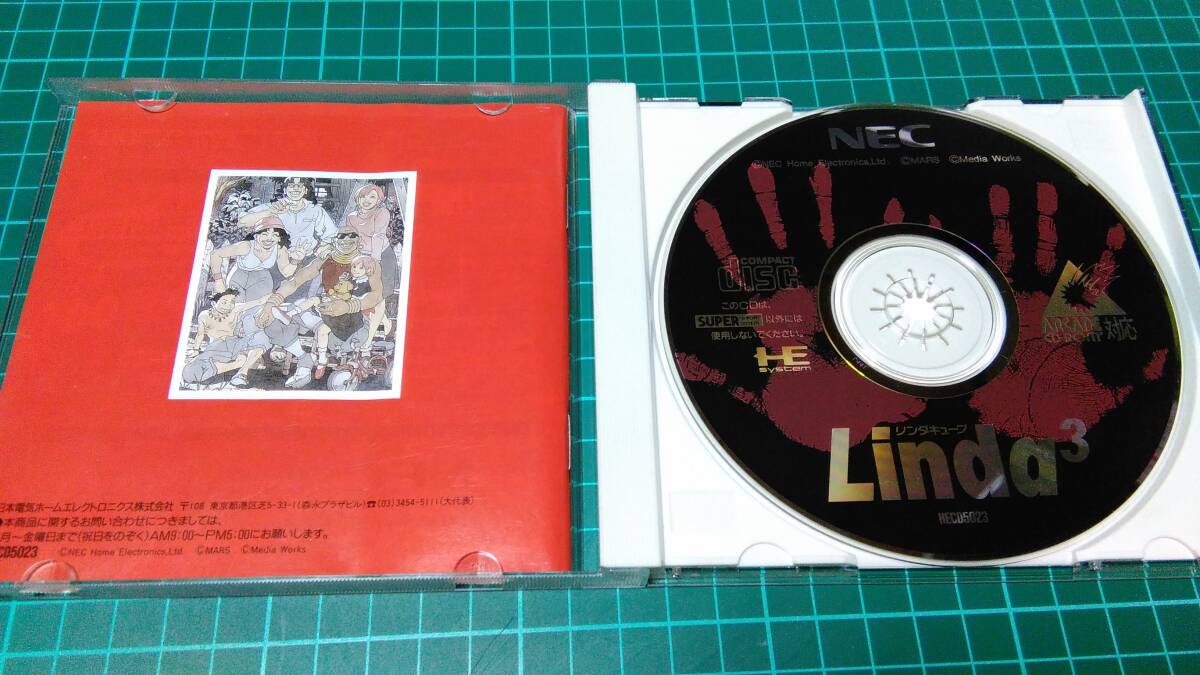 日本電気ホームエレクトロニクス株式会社 〒108 東京都港区芝5-33-1(森永プラザビル)☎(03)3454-5111(大代表)
●本商品に関するお問い合わせにつきましては、
月〜金曜日まで(祝日をのぞく)AM9:00〜PM5:00にお願いします。
HECD5023 ©NEC Home Electronics,Ltd. ©MARS ©Media Works
NEC
©NEC Home Electronics,Ltd. ©MARS ©Media Works
COMPACT
disc
このCDは、
SUPER 以外には
使用しないでください。
HE
system
ARCADE
CD-ROM 対応
リンダキューブ
Linda3
HECD5023